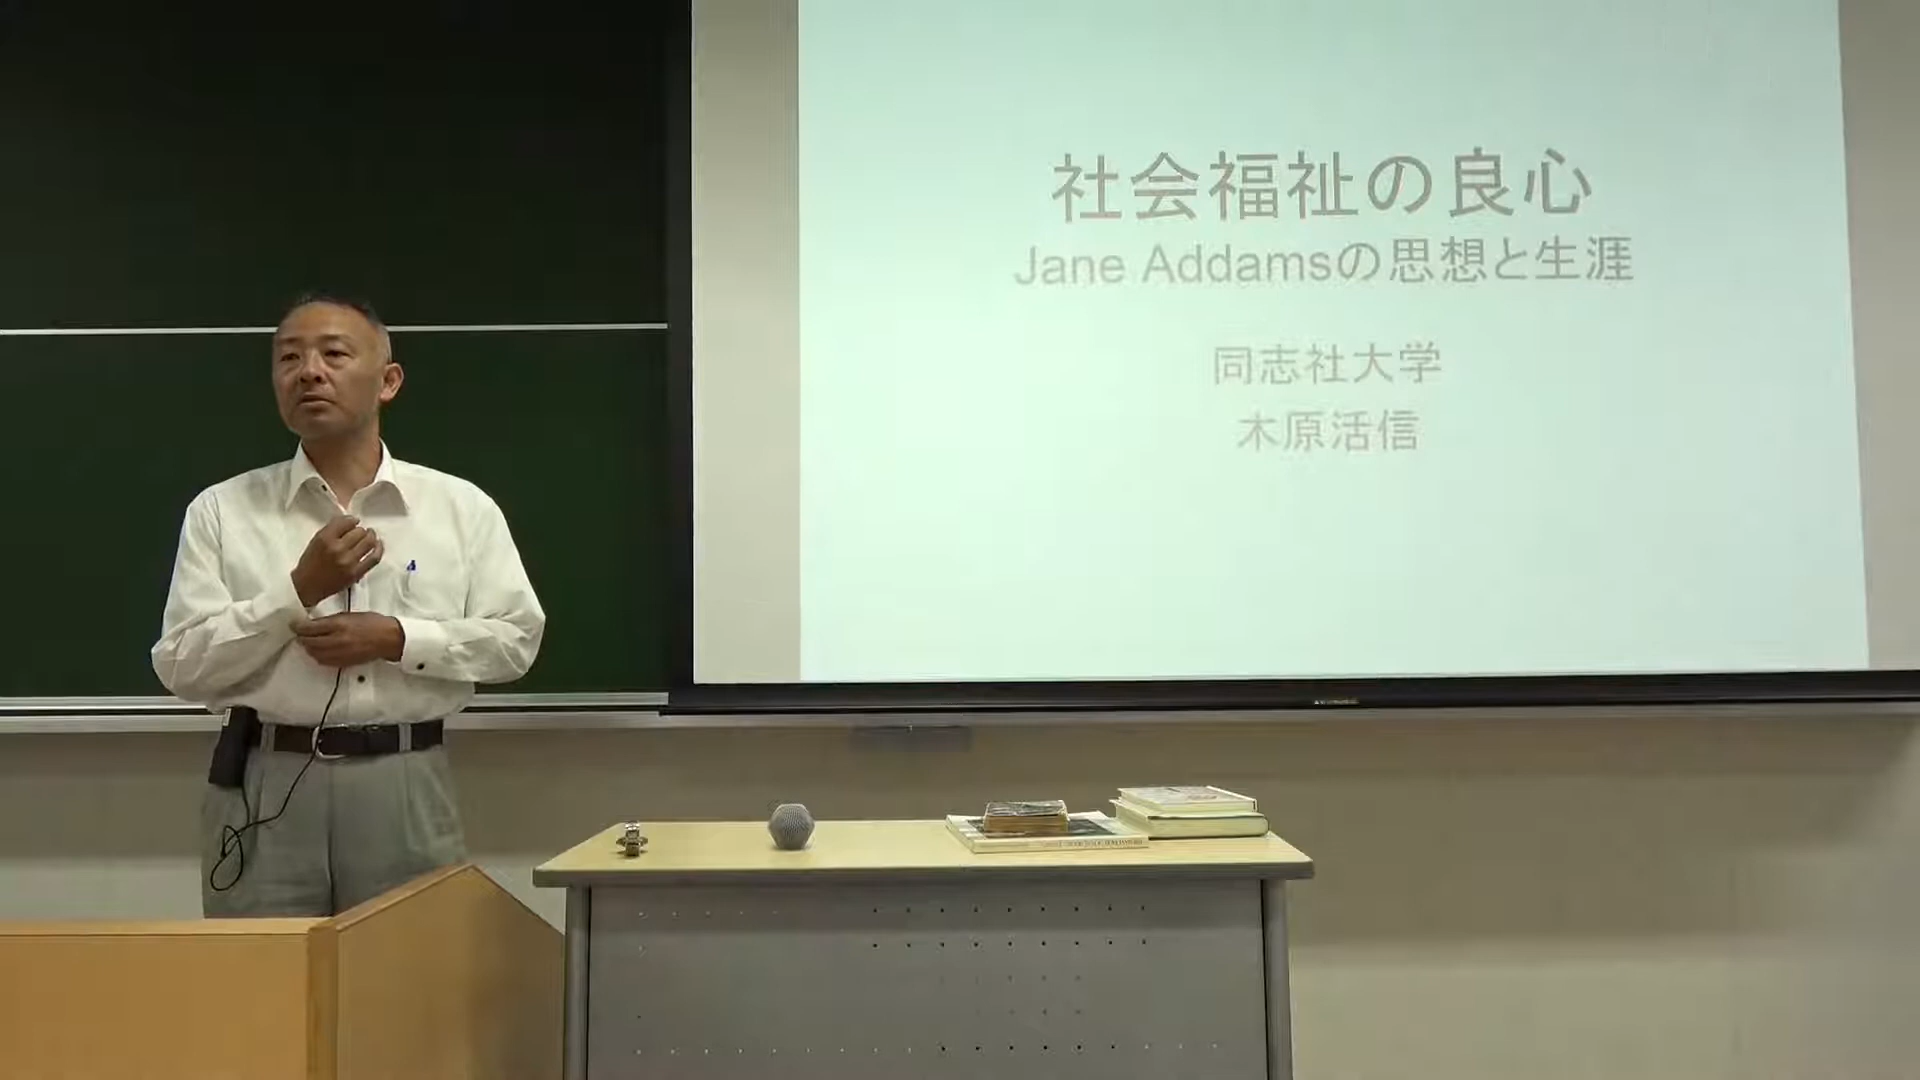 社会福祉の良心
Jane Addamsの思想と生涯
同志社大学
木原活信